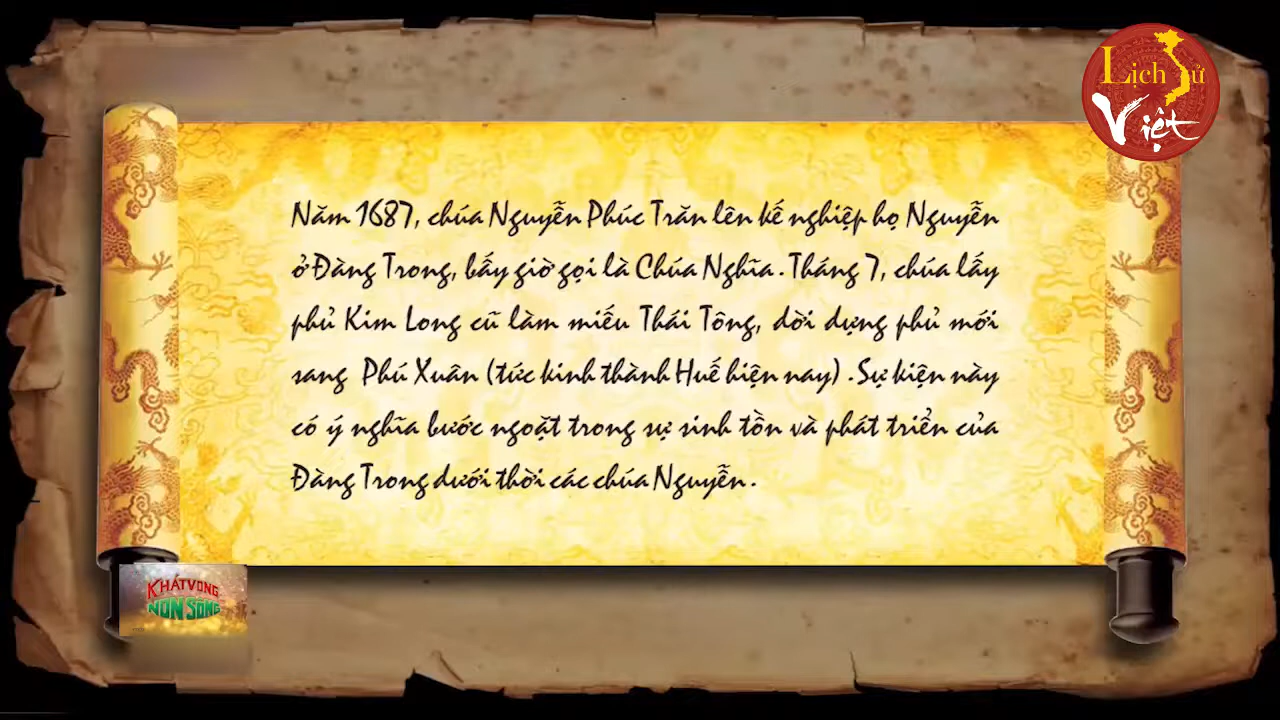 Lịch Sử
Việt
Năm 1687, chúa Nguyễn Phúc Trăn lên kế nghiệp họ Nguyễn
ở Đàng Trong, bấy giờ gọi là Chúa Nghĩa. Tháng 7, chúa lấy
phủ Kim Long cũ làm miếu Thái Tông, dời dựng phủ mới
sang Phú Xuân (tức kinh thành Huế hiện nay). Sự kiện này
có ý nghĩa bước ngoặt trong sự sinh tồn và phát triển của
Đàng Trong dưới thời các chúa Nguyễn.
KHÁT VỌNG
NON SÔNG